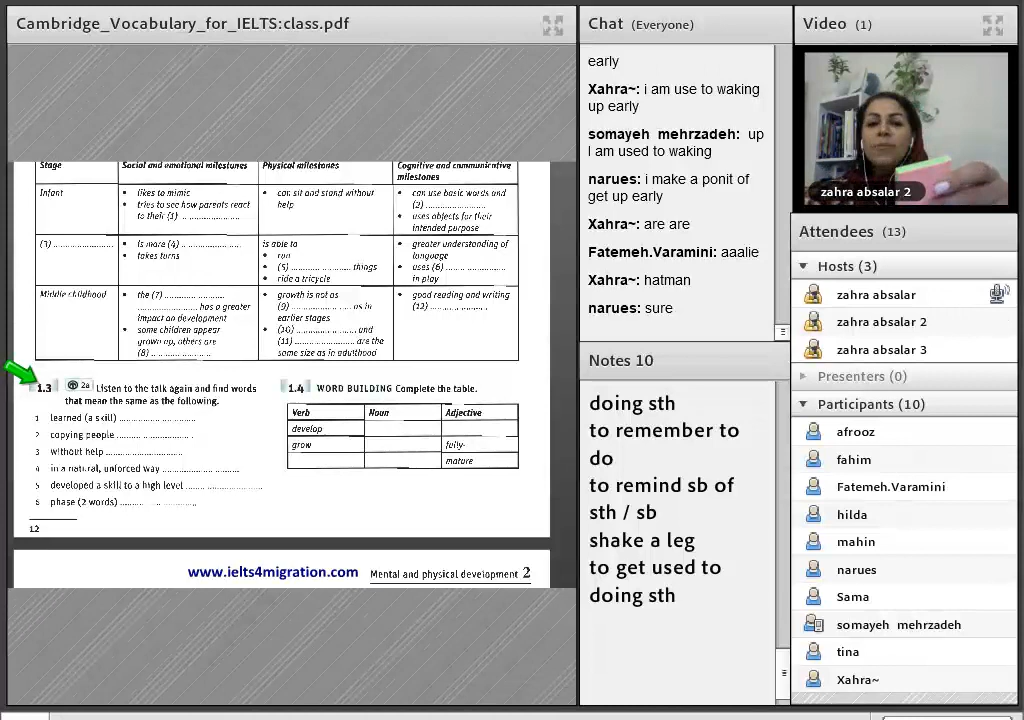 Cambridge_Vocabulary_for_IELTS:class.pdf
Stage
Social and emotional milestones
Physical milestones
Cognitive and communicative
milestones
Infant
• likes to mimic
• tries to see how parents react
to their (1) ........................
• can sit and stand without
help
• can use basic words and
(2) ........................
• uses objects for their
intended purpose
(3) ........................
• is more (4) ........................
• takes turns
is able to
• run
• (5) ........................ things
• ride a tricycle
• greater understanding of
language
• uses (6) ........................
in play
Middle childhood
• the (7) ........................
........................ has a greater
impact on development
• some children appear
grown up, others are
(8) ........................
• growth is not as
(9) ........................ as in
earlier stages
• (10) ........................ and
(11) ........................ are the
same size as in adulthood
• good reading and writing
(12) ........................
1.3 2a Listen to the talk again and find words
that mean the same as the following.
1 learned (a skill) ........................
2 copying people ........................
3 without help ........................
4 in a natural, unforced way ........................
5 developed a skill to a high level ........................
6 phase (2 words) ........................
12
1.4 WORD BUILDING Complete the table.
Verb Noun Adjective
develop
grow fully-
mature
www.ielts4migration.com Mental and physical development 2
Chat (Everyone)
early
Xahra~: i am use to waking
up early
somayeh mehrzadeh: up
I am used to waking
narues: i make a ponit of
get up early
Xahra~: are are
Fatemeh.Varamini: aaalie
Xahra~: hatman
narues: sure
Notes 10
doing sth
to remember to
do
to remind sb of
sth / sb
shake a leg
to get used to
doing sth
Video (1)
zahra absalar 2
Attendees (13)
Hosts (3)
zahra absalar
zahra absalar 2
zahra absalar 3
Presenters (0)
Participants (10)
afrooz
fahim
Fatemeh.Varamini
hilda
mahin
narues
Sama
somayeh mehrzadeh
tina
Xahra~